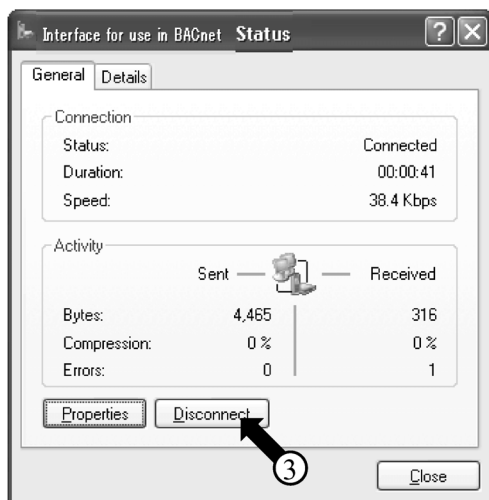 Interface for use in BACnet Status
General Details
Connection
Status: Connected
Duration: 00:00:41
Speed: 38.4 Kbps
Activity
Sent Received
Bytes: 4,465 316
Compression: 0 % 0 %
Errors: 0 1
Properties Disconnect
3
Close